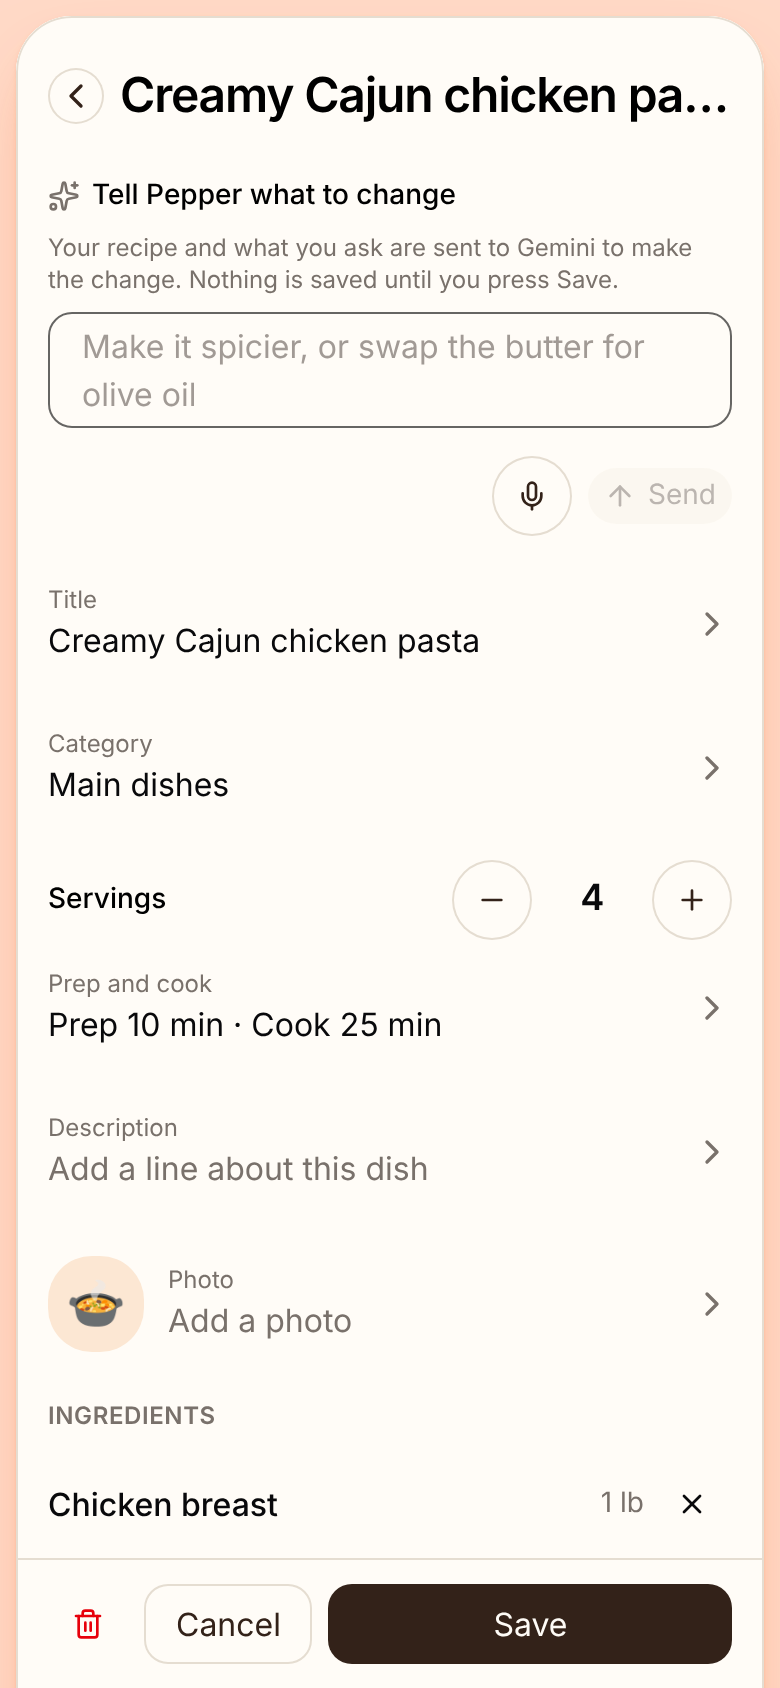 Creamy Cajun chicken pa...
Tell Pepper what to change
Your recipe and what you ask are sent to Gemini to make
the change. Nothing is saved until you press Save.
Make it spicier, or swap the butter for
olive oil
Send
Title
Creamy Cajun chicken pasta
Category
Main dishes
Servings
4
Prep and cook
Prep 10 min · Cook 25 min
Description
Add a line about this dish
Photo
Add a photo
INGREDIENTS
Chicken breast 1 lb
Cancel Save